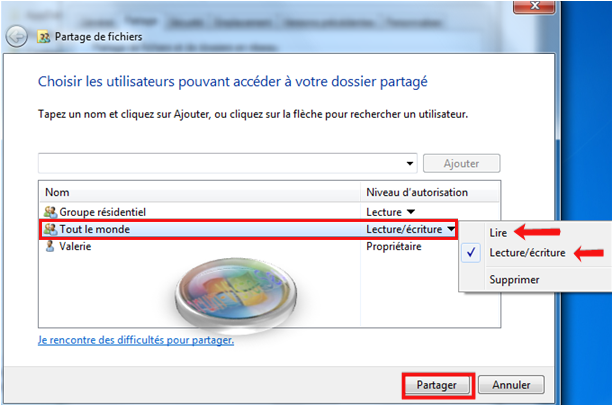 Partage de fichiers
Choisir les utilisateurs pouvant accéder à votre dossier partagé
Tapez un nom et cliquez sur Ajouter, ou cliquez sur la flèche pour rechercher un utilisateur.
Ajouter
Nom Niveau d'autorisation
Groupe résidentiel Lecture
Tout le monde Lecture/écriture
Valerie Propriétaire
Lire
Lecture/écriture
Supprimer
Je rencontre des difficultés pour partager.
Partager Annuler